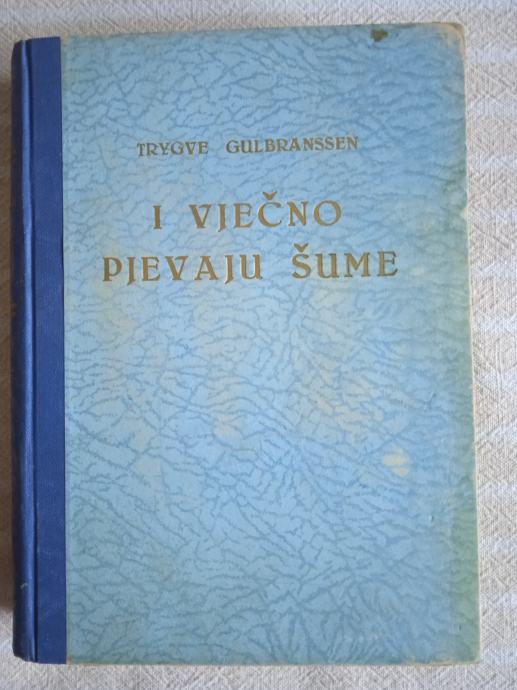 TRYGVE GULBRANSSEN
I VJEČNO
PJEVAJU ŠUME